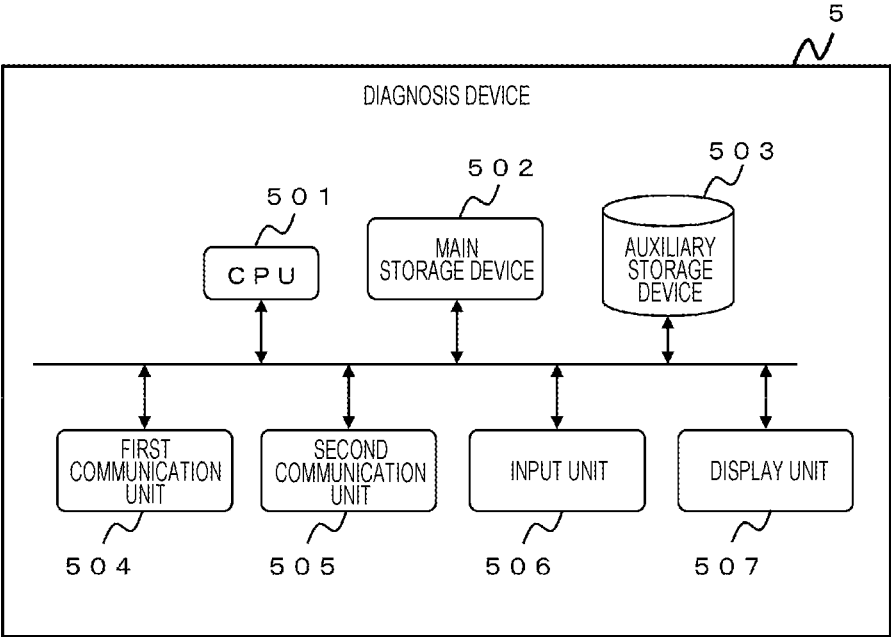 5
DIAGNOSIS DEVICE
501
CPU
502
MAIN
STORAGE DEVICE
503
AUXILIARY
STORAGE
DEVICE
FIRST
COMMUNICATION
UNIT
504
SECOND
COMMUNICATION
UNIT
505
INPUT UNIT
506
DISPLAY UNIT
507